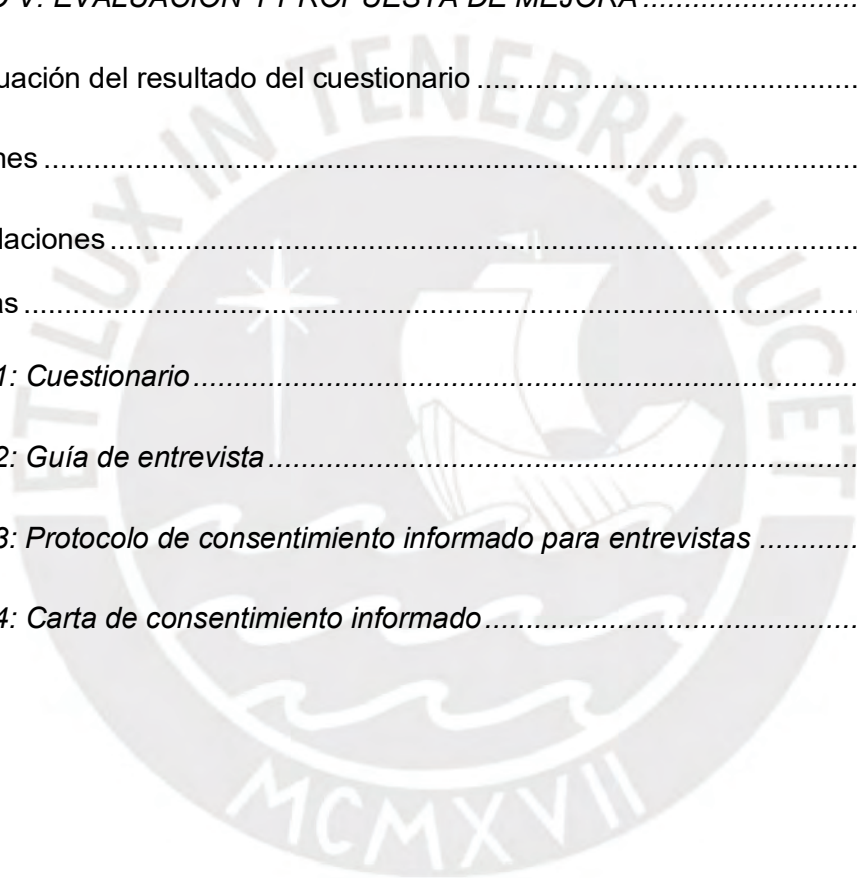 O V: EVALUACIÓN Y PROPUESTA DE MEJORA ..........................
uación del resultado del cuestionario ................................................
nes ....................................................................................................
laciones ............................................................................................
as ......................................................................................................
1: Cuestionario ..................................................................................
2: Guía de entrevista .........................................................................
3: Protocolo de consentimiento informado para entrevistas ............
4: Carta de consentimiento informado ..............................................
ET LUX IN TENEBRIS LUCET
MCMXVII